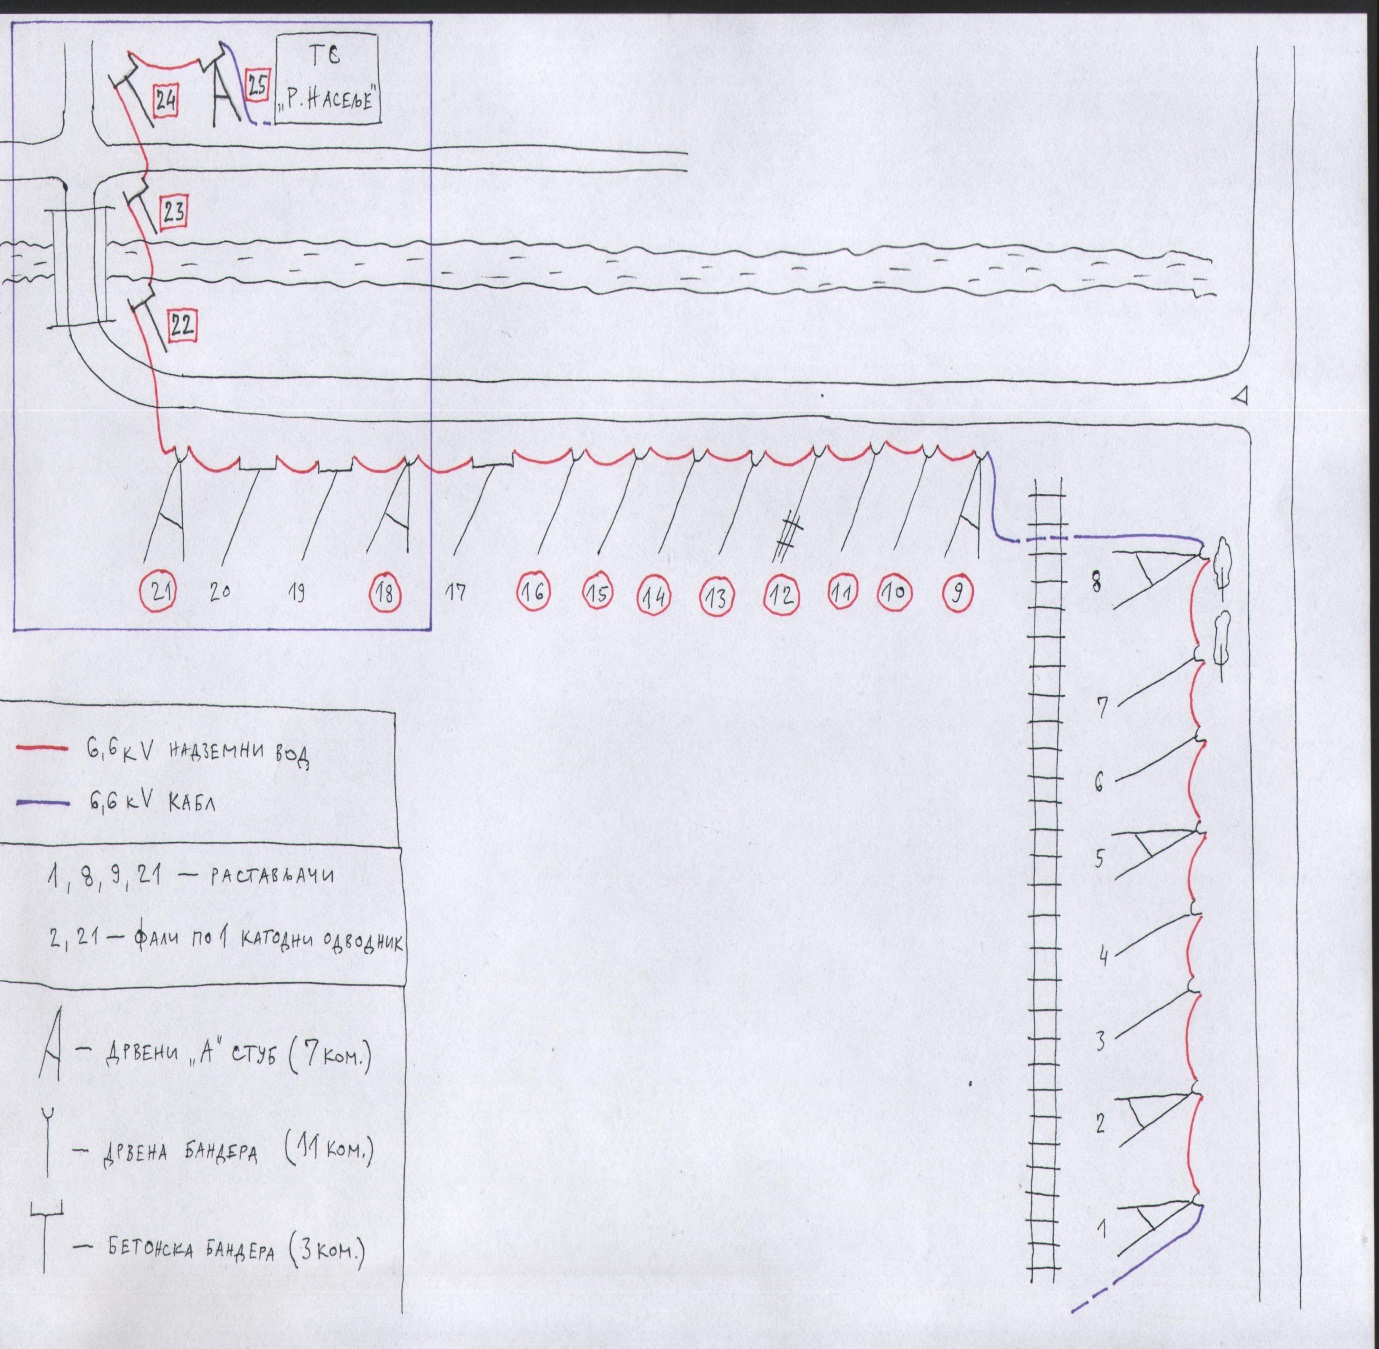 ТС
„Р. НАСЕЉЕ"
25
24
23
22
21
20
19
18
17
16
15
14
13
12
11
10
9
8
7
6
5
4
3
2
1
6,6 кV НАДЗЕМНИ ВОД
6,6 кV КАБЛ
1, 8, 9, 21 — РАСТАВЉАЧИ
2, 21 — ФАЛИ ПО 1 КАТОДНИ ОДВОДНИК
A — ДРВЕНИ „А" СТУБ (7 КОМ.)
— ДРВЕНА БАНДЕРА (11 КОМ.)
— БЕТОНСКА БАНДЕРА (3 КОМ.)